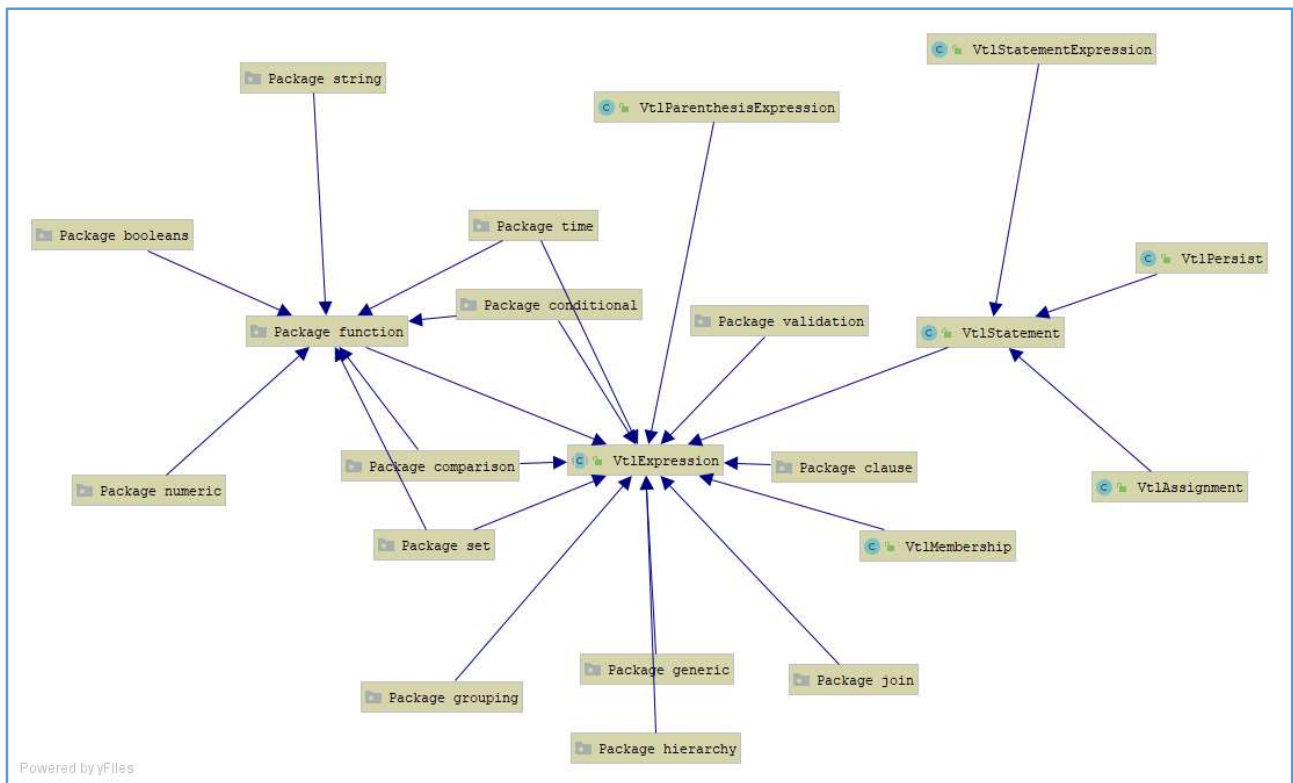 VtlStatementExpression
Package string
VtlParenthesisExpression
Package booleans
Package time
VtlPersist
Package conditional
Package validation
Package function
VtlStatement
VtlExpression
Package comparison
Package clause
Package numeric
VtlAssignment
Package set
VtlMembership
Package generic
Package join
Package grouping
Package hierarchy
Powered by yFiles